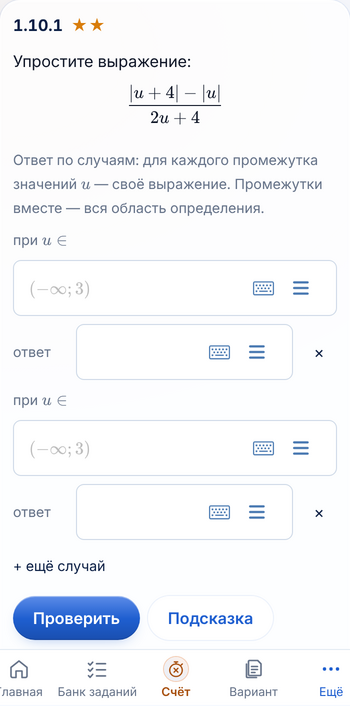 1.10.1 ★★
Упростите выражение:
|u + 4| − |u|
2u + 4
Ответ по случаям: для каждого промежутка
значений u — своё выражение. Промежутки
вместе — вся область определения.
при u ∈
(−∞; 3)
ответ ×
при u ∈
(−∞; 3)
ответ ×
+ ещё случай
Проверить Подсказка
лавная Банк заданий Счёт Вариант Ещё